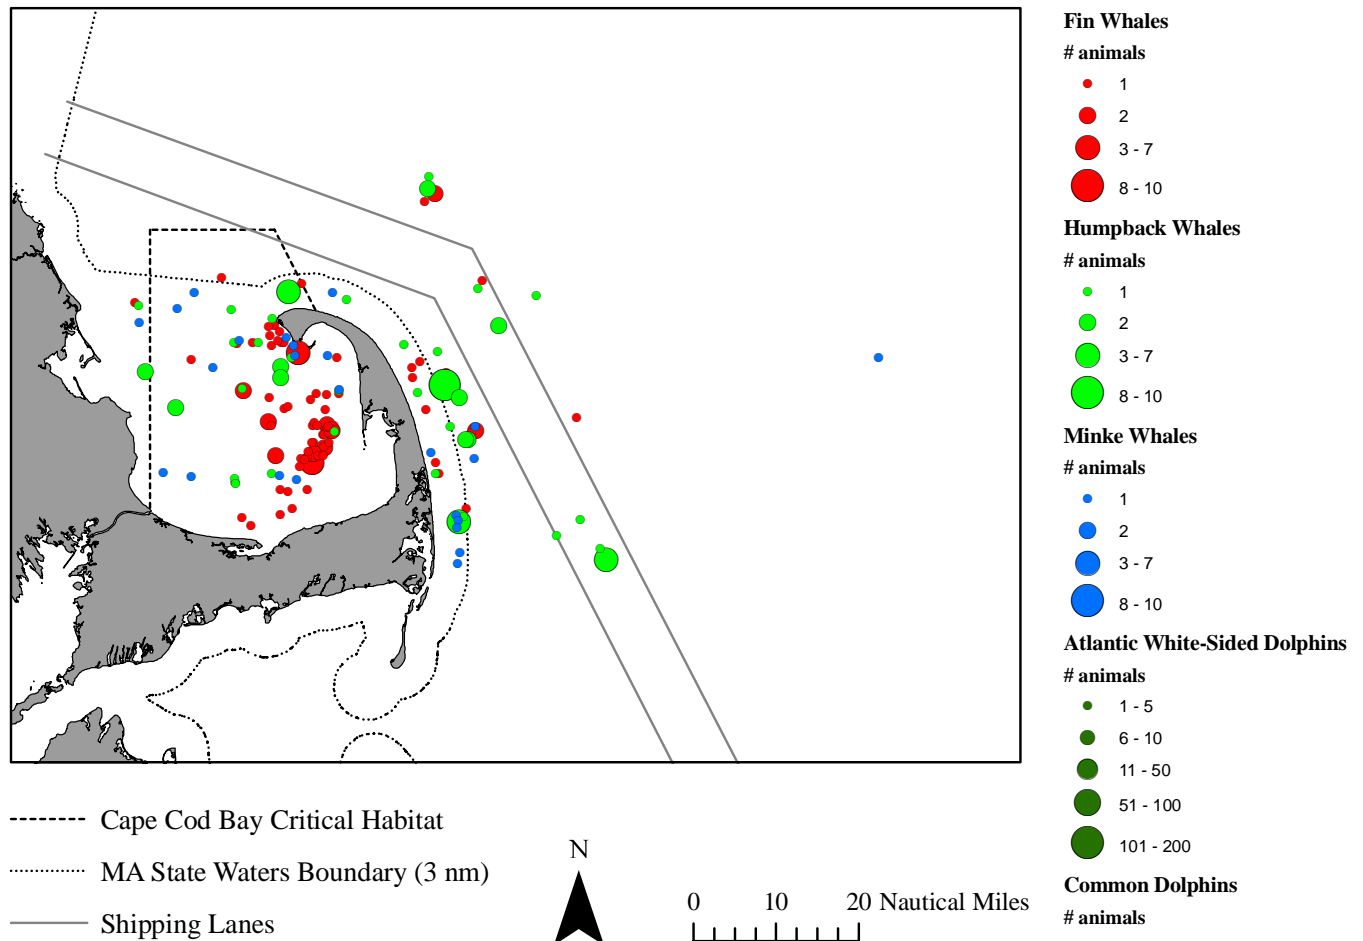 Fin Whales
# animals
1
2
3 - 7
8 - 10
Humpback Whales
# animals
1
2
3 - 7
8 - 10
Minke Whales
# animals
1
2
3 - 7
8 - 10
Atlantic White-Sided Dolphins
# animals
1 - 5
6 - 10
11 - 50
51 - 100
101 - 200
Common Dolphins
# animals
Cape Cod Bay Critical Habitat
MA State Waters Boundary (3 nm)
Shipping Lanes
N
0 10 20 Nautical Miles